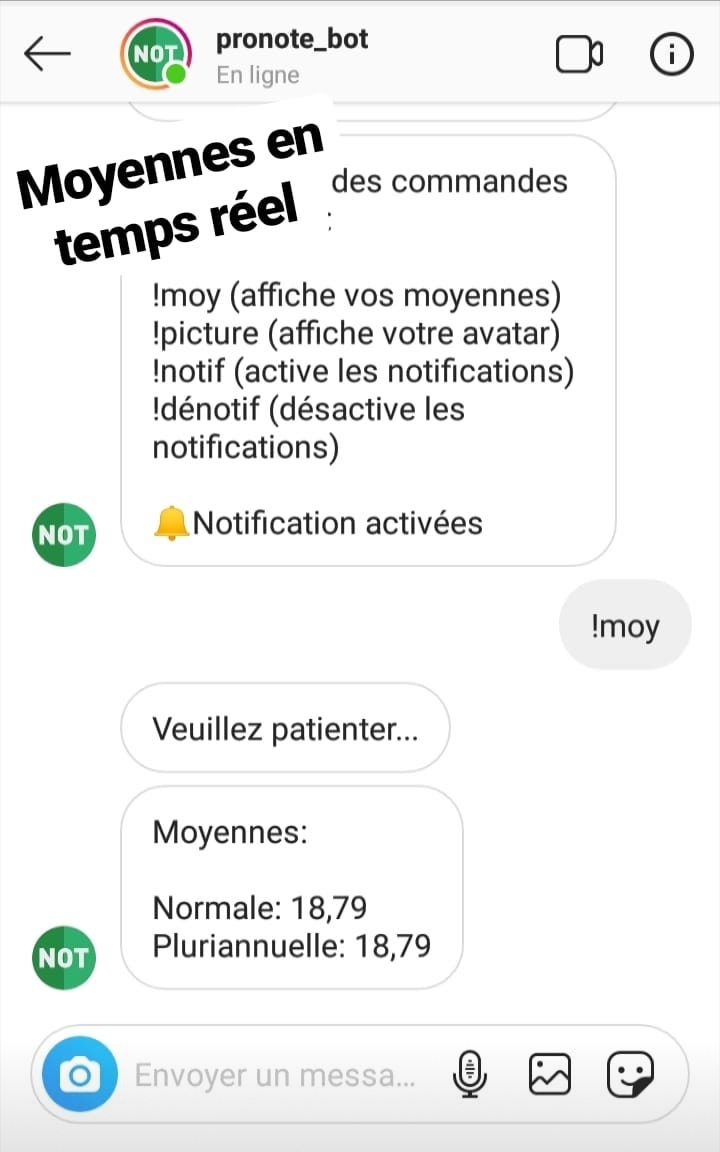 NOT
pronote_bot
En ligne
Moyennes en
temps réel
des commandes
:
!moy (affiche vos moyennes)
!picture (affiche votre avatar)
!notif (active les notifications)
!dénotif (désactive les
notifications)
🔔Notification activées
NOT
!moy
Veuillez patienter...
Moyennes:
Normale: 18,79
Pluriannuelle: 18,79
NOT
Envoyer un messa...